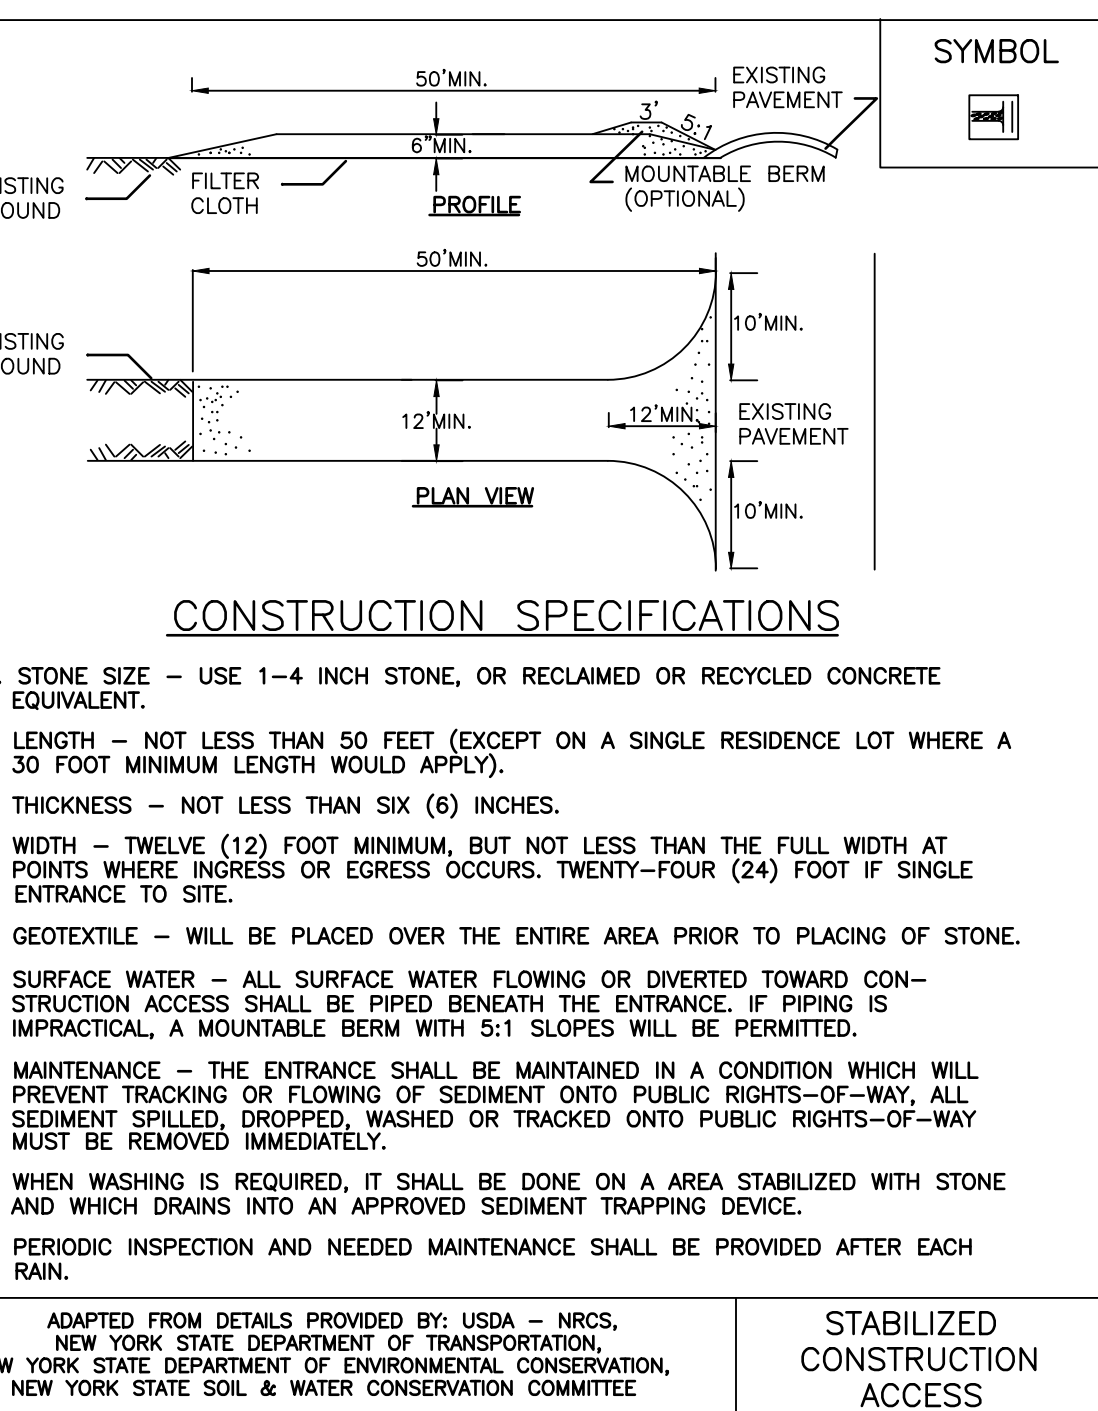 SYMBOL
50'MIN.
EXISTING
PAVEMENT
3'
5:1
6"MIN.
FILTER
CLOTH
MOUNTABLE BERM
(OPTIONAL)
ISTING
OUND
PROFILE
50'MIN.
10'MIN.
ISTING
OUND
12'MIN.
12'MIN.
EXISTING
PAVEMENT
PLAN VIEW
10'MIN.
CONSTRUCTION SPECIFICATIONS
. STONE SIZE – USE 1–4 INCH STONE, OR RECLAIMED OR RECYCLED CONCRETE
EQUIVALENT.
LENGTH – NOT LESS THAN 50 FEET (EXCEPT ON A SINGLE RESIDENCE LOT WHERE A
30 FOOT MINIMUM LENGTH WOULD APPLY).
THICKNESS – NOT LESS THAN SIX (6) INCHES.
WIDTH – TWELVE (12) FOOT MINIMUM, BUT NOT LESS THAN THE FULL WIDTH AT
POINTS WHERE INGRESS OR EGRESS OCCURS. TWENTY–FOUR (24) FOOT IF SINGLE
ENTRANCE TO SITE.
GEOTEXTILE – WILL BE PLACED OVER THE ENTIRE AREA PRIOR TO PLACING OF STONE.
SURFACE WATER – ALL SURFACE WATER FLOWING OR DIVERTED TOWARD CON–
STRUCTION ACCESS SHALL BE PIPED BENEATH THE ENTRANCE. IF PIPING IS
IMPRACTICAL, A MOUNTABLE BERM WITH 5:1 SLOPES WILL BE PERMITTED.
MAINTENANCE – THE ENTRANCE SHALL BE MAINTAINED IN A CONDITION WHICH WILL
PREVENT TRACKING OR FLOWING OF SEDIMENT ONTO PUBLIC RIGHTS–OF–WAY, ALL
SEDIMENT SPILLED, DROPPED, WASHED OR TRACKED ONTO PUBLIC RIGHTS–OF–WAY
MUST BE REMOVED IMMEDIATELY.
WHEN WASHING IS REQUIRED, IT SHALL BE DONE ON A AREA STABILIZED WITH STONE
AND WHICH DRAINS INTO AN APPROVED SEDIMENT TRAPPING DEVICE.
PERIODIC INSPECTION AND NEEDED MAINTENANCE SHALL BE PROVIDED AFTER EACH
RAIN.
ADAPTED FROM DETAILS PROVIDED BY: USDA – NRCS,
NEW YORK STATE DEPARTMENT OF TRANSPORTATION,
W YORK STATE DEPARTMENT OF ENVIRONMENTAL CONSERVATION,
NEW YORK STATE SOIL & WATER CONSERVATION COMMITTEE
STABILIZED
CONSTRUCTION
ACCESS